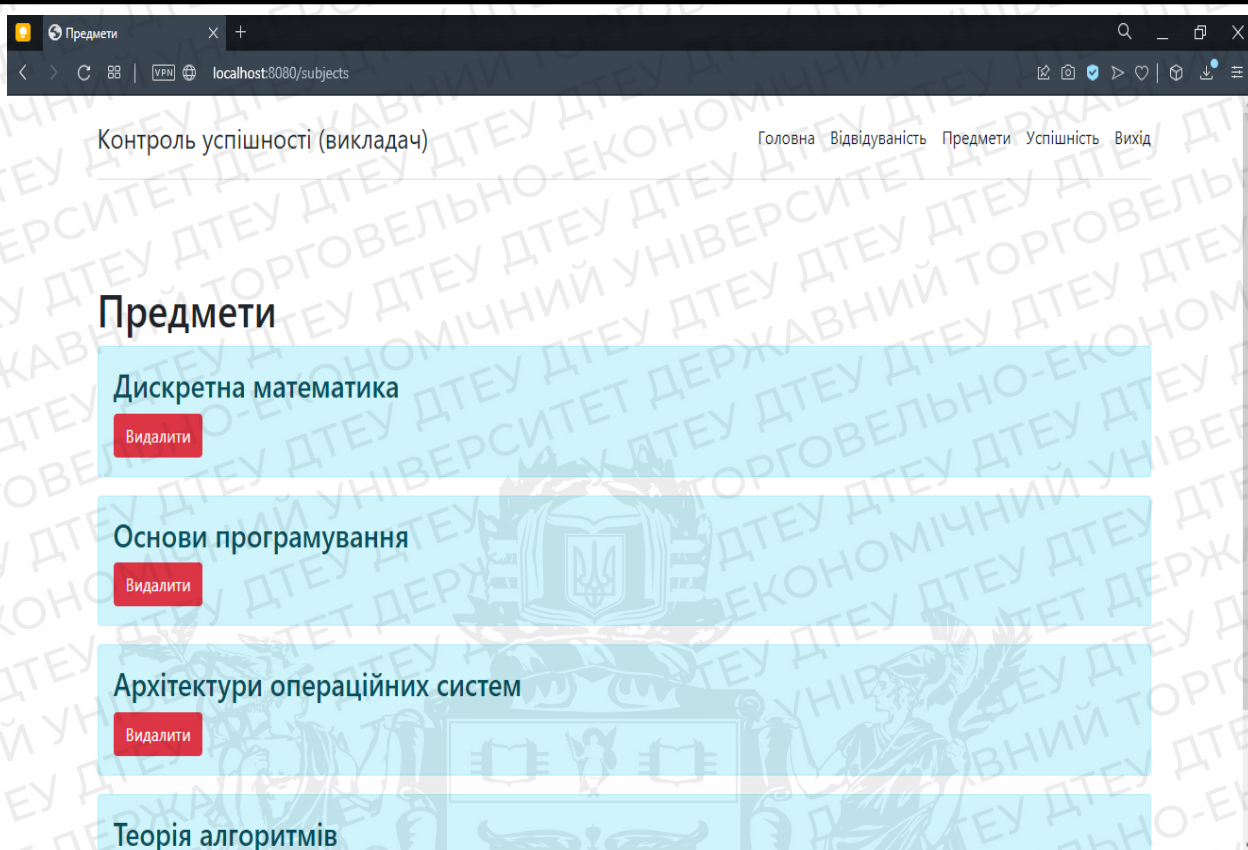 Предмети
VPN
localhost:8080/subjects
Контроль успішності (викладач)
Головна Відвідуваність Предмети Успішність Вихід
Предмети
Дискретна математика
Видалити
Основи програмування
Видалити
Архітектури операційних систем
Видалити
Теорія алгоритмів